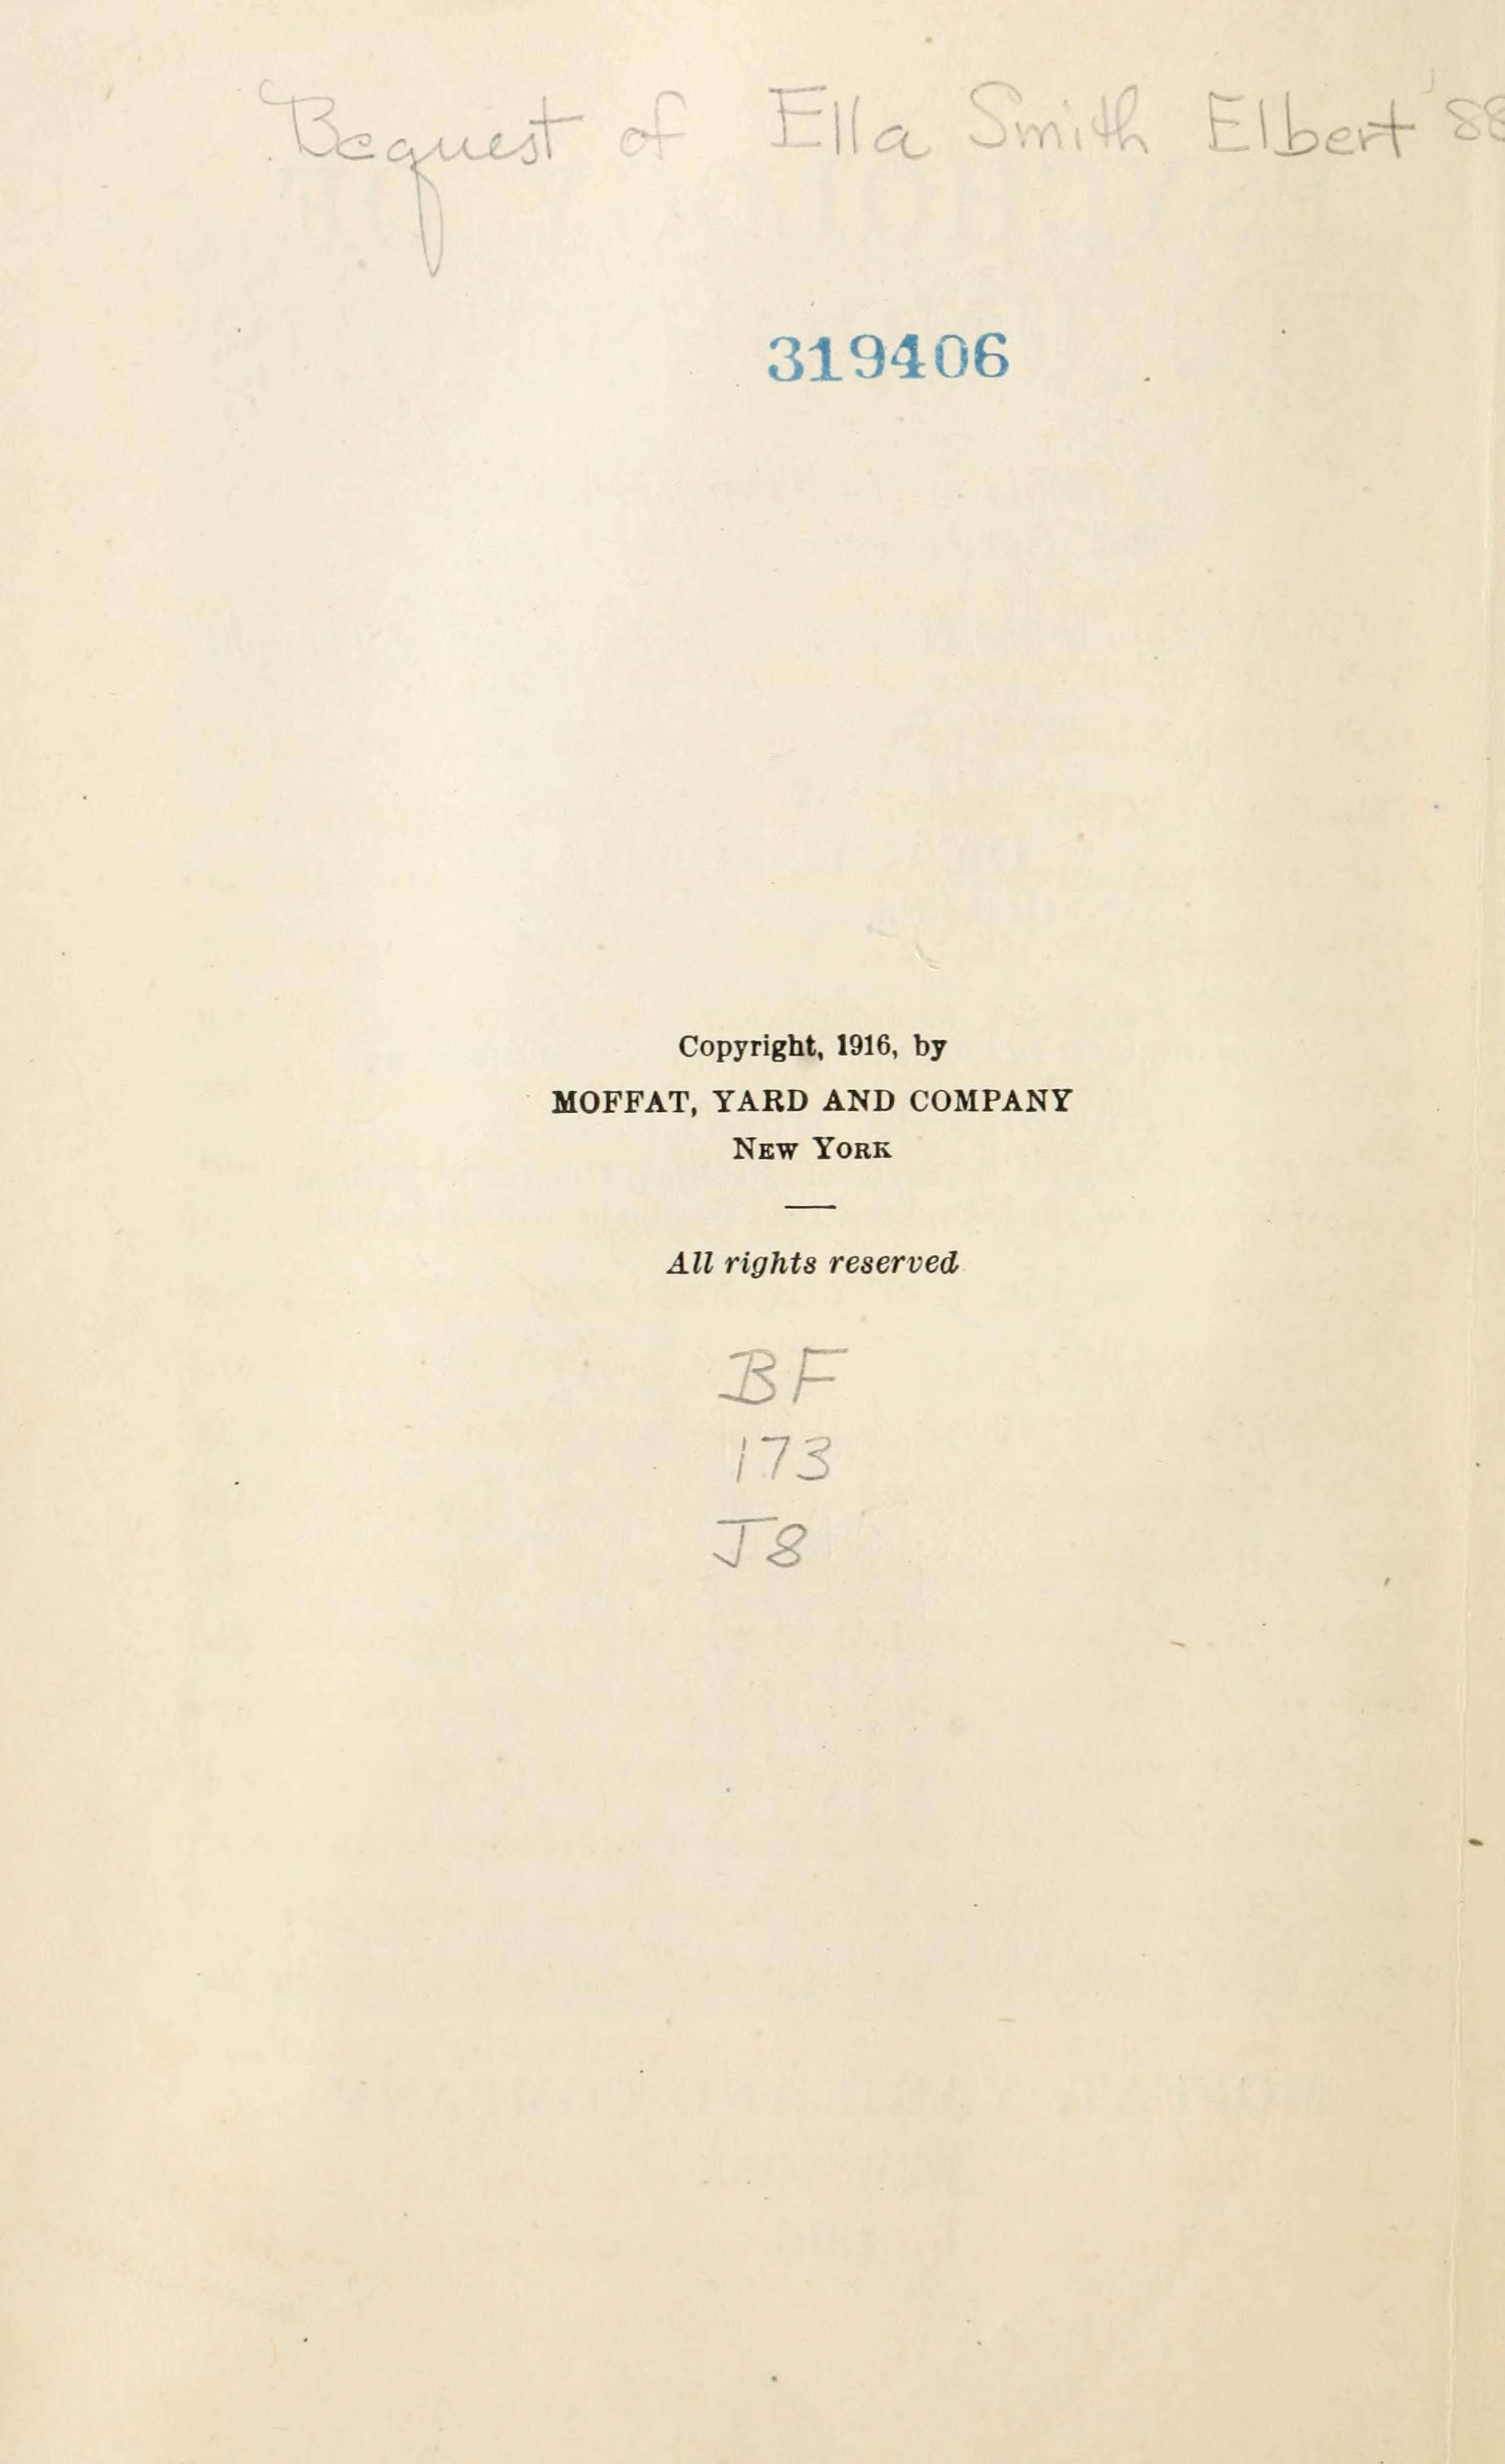 Bequest of Ella Smith Elbert '88
319406
Copyright, 1916, by
MOFFAT, YARD AND COMPANY
NEW YORK
All rights reserved
BF
173
J8